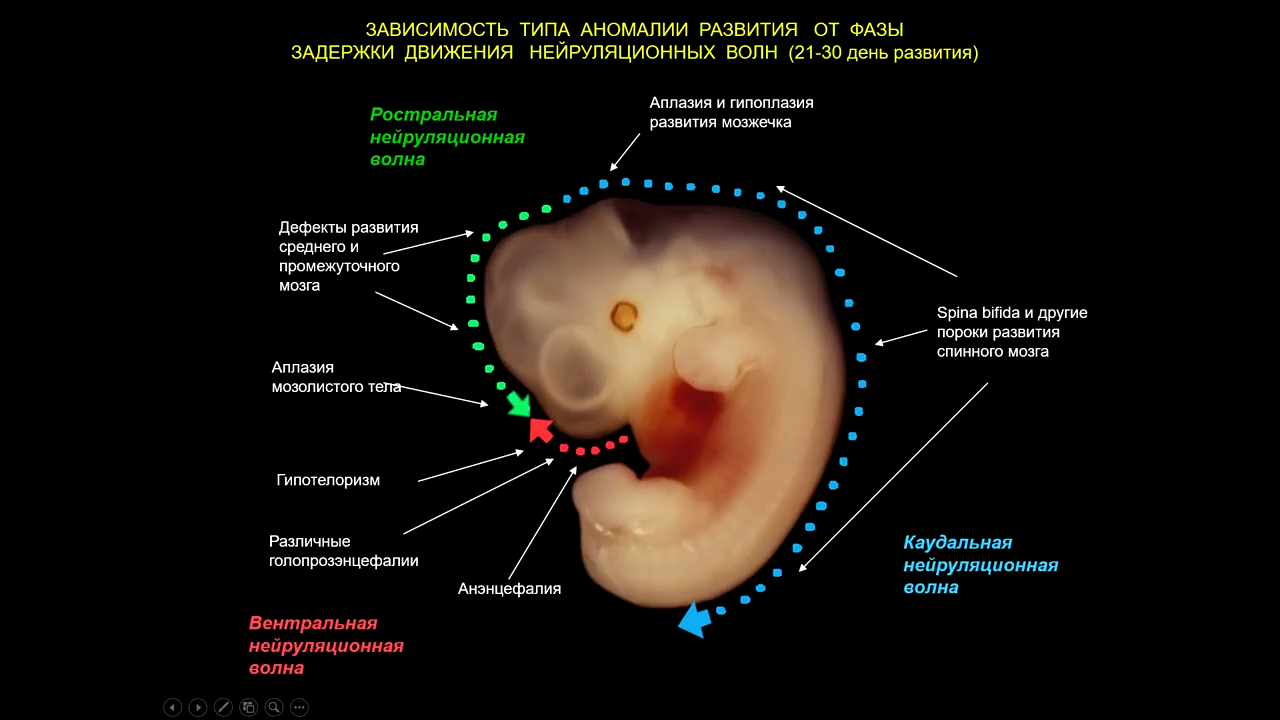 ЗАВИСИМОСТЬ ТИПА АНОМАЛИИ РАЗВИТИЯ ОТ ФАЗЫ
ЗАДЕРЖКИ ДВИЖЕНИЯ НЕЙРУЛЯЦИОННЫХ ВОЛН (21-30 день развития)
Ростральная
нейруляционная
волна
Аплазия и гипоплазия
развития мозжечка
Дефекты развития
среднего и
промежуточного
мозга
Spina bifida и другие
пороки развития
спинного мозга
Аплазия
мозолистого тела
Гипотелоризм
Различные
голопрозэнцефалии
Анэнцефалия
Каудальная
нейруляционная
волна
Вентральная
нейруляционная
волна